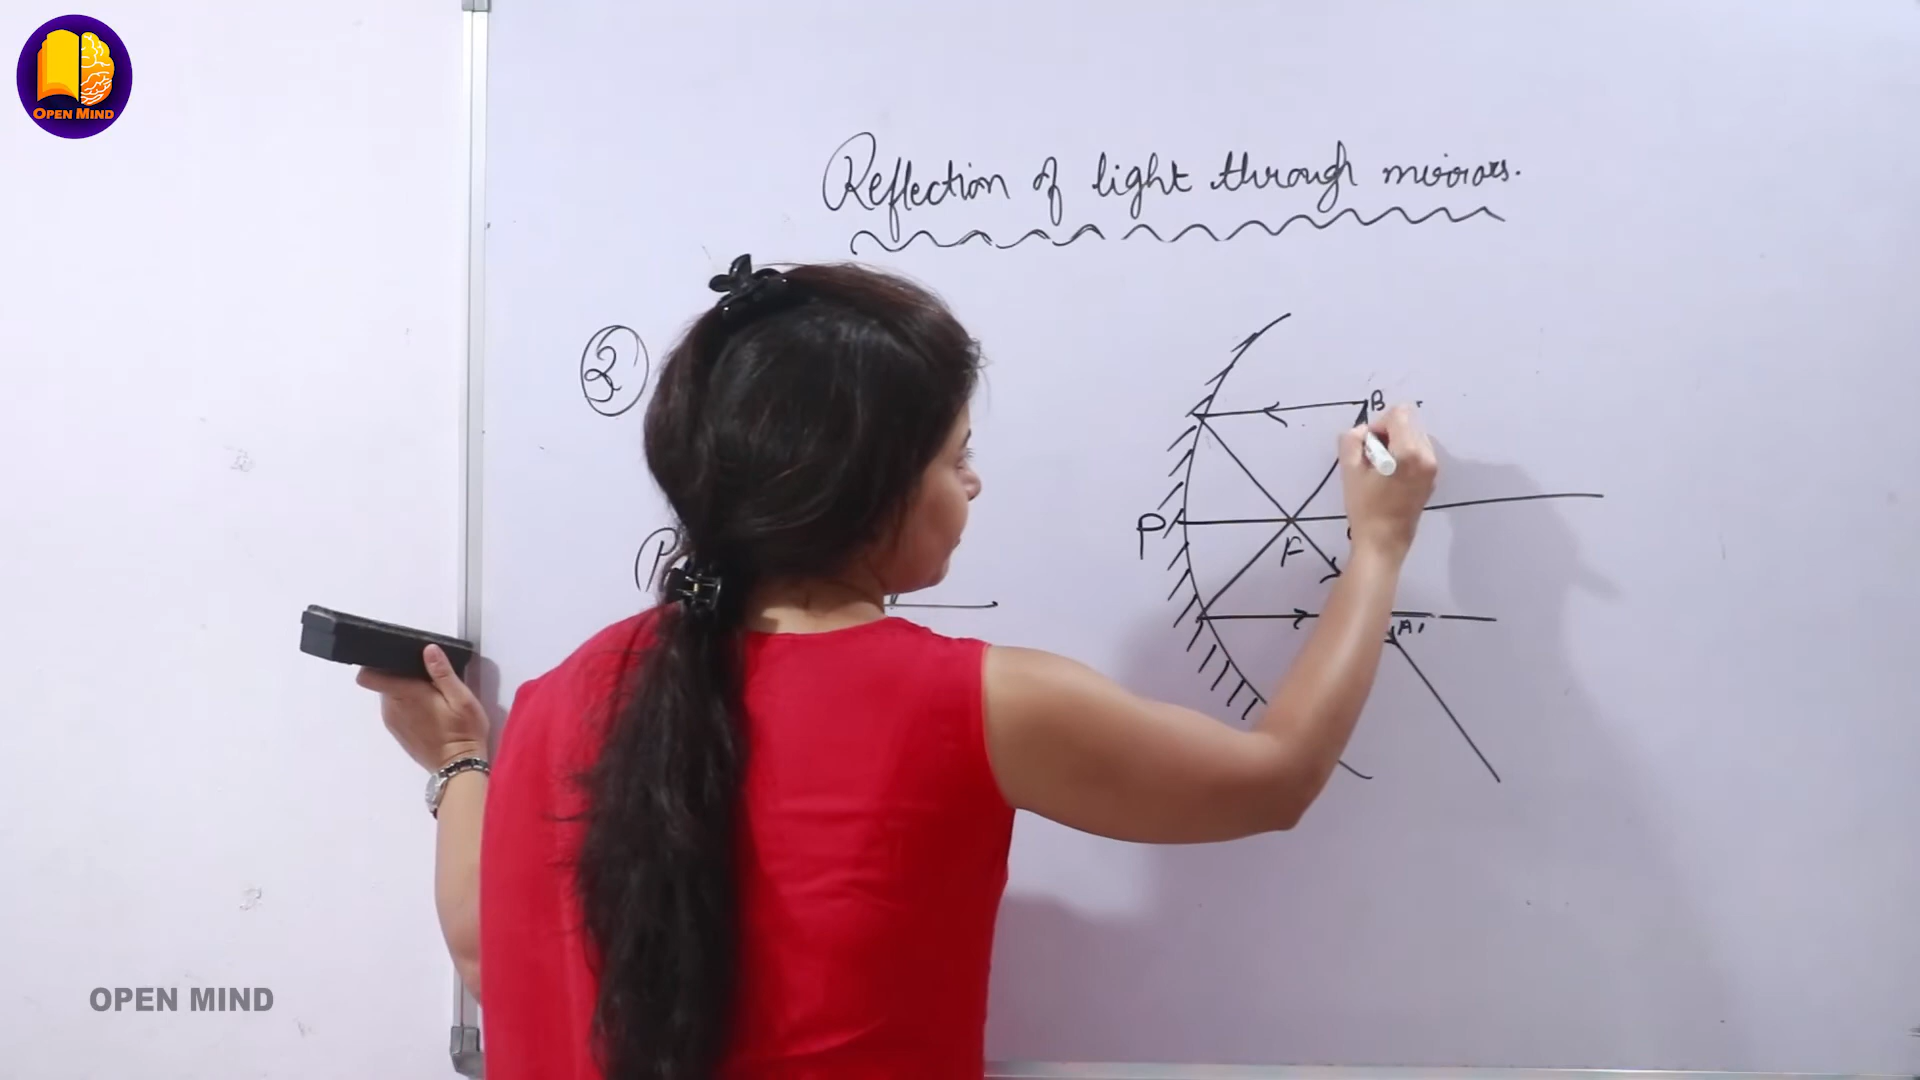 OPEN MIND
Reflection of light through mirrors.
2
B
P
F
A'
OPEN MIND